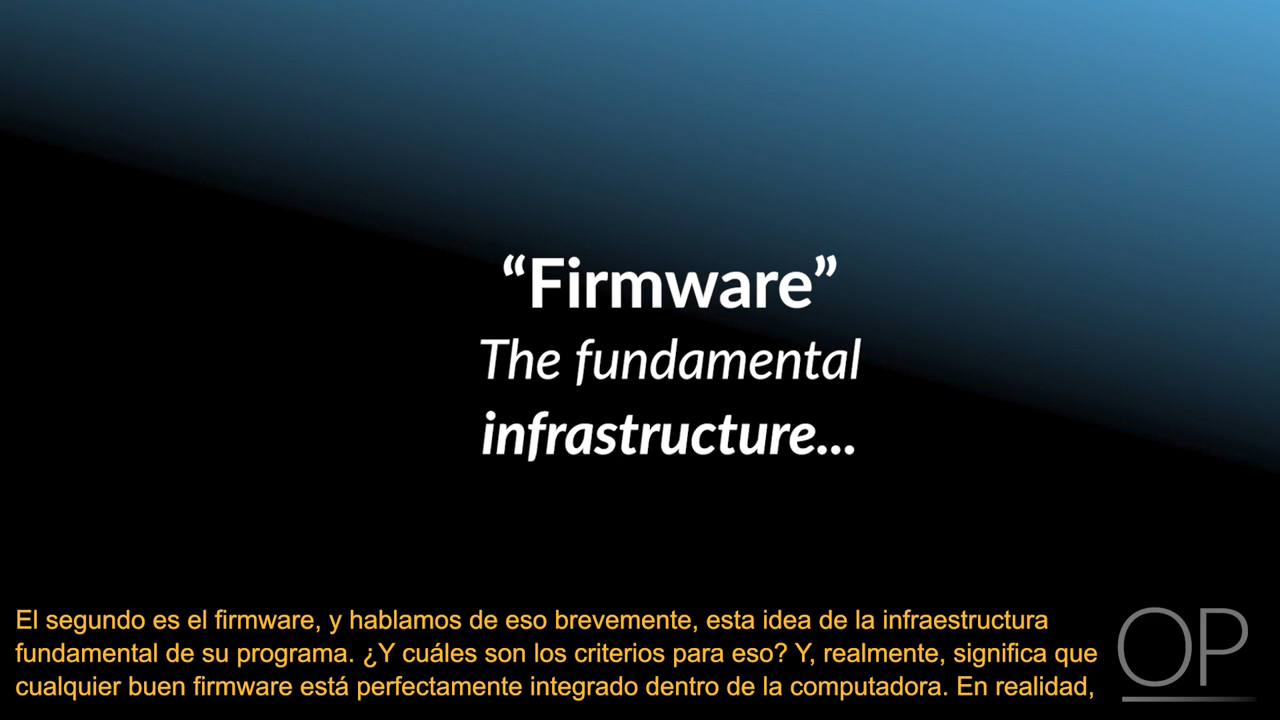 “Firmware”
The fundamental
infrastructure...
El segundo es el firmware, y hablamos de eso brevemente, esta idea de la infraestructura
fundamental de su programa. ¿Y cuáles son los criterios para eso? Y, realmente, significa que
cualquier buen firmware está perfectamente integrado dentro de la computadora. En realidad,
OP